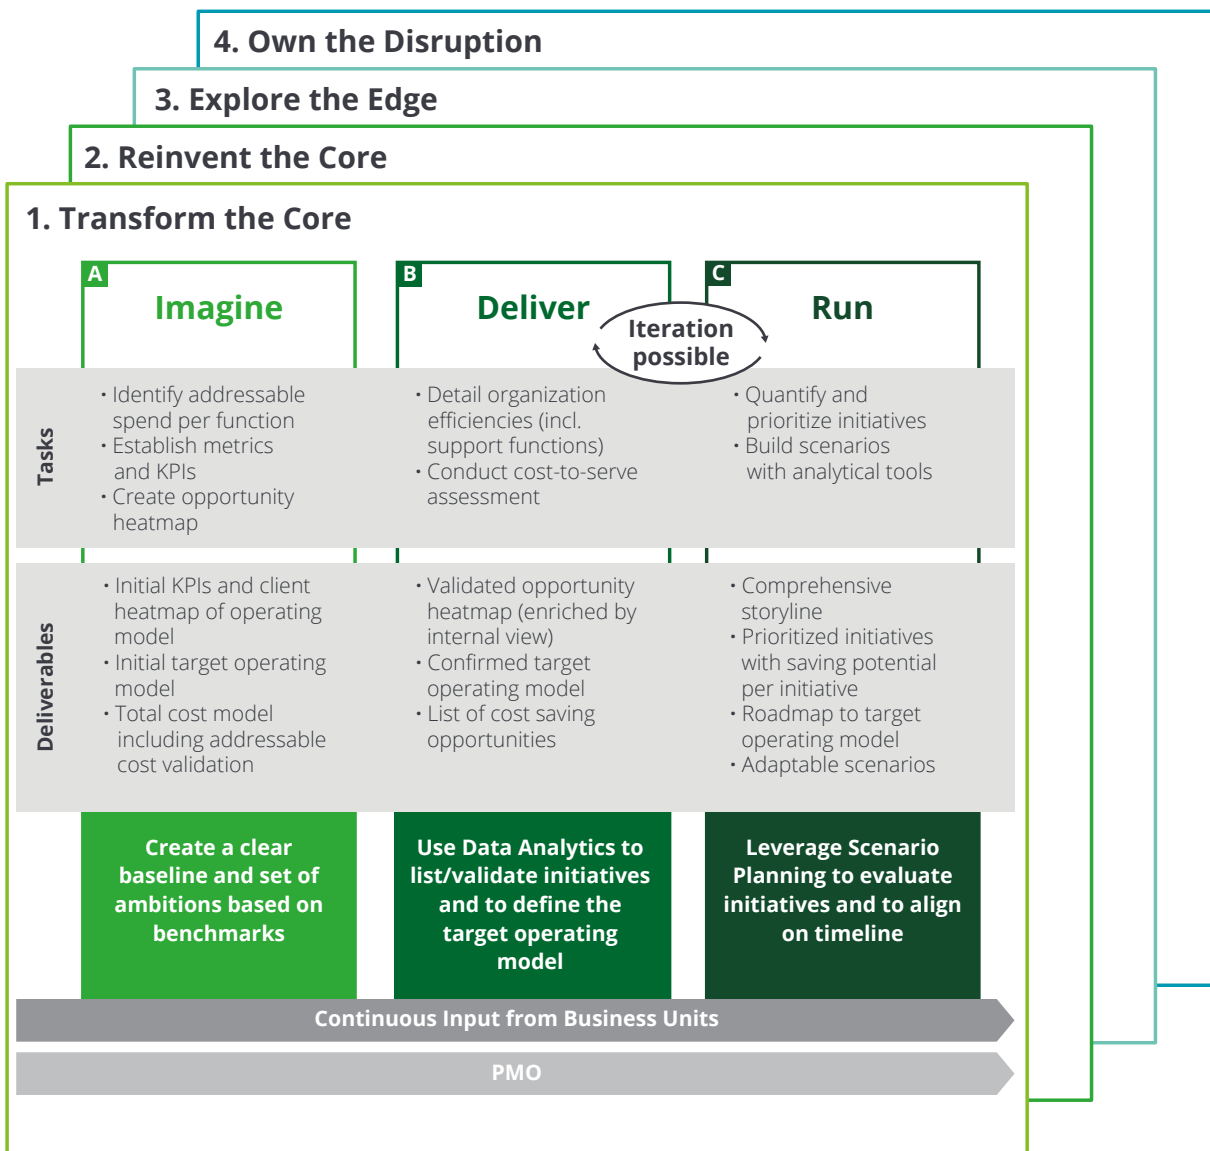 4. Own the Disruption
3. Explore the Edge
2. Reinvent the Core
1. Transform the Core
A
Imagine
B
Deliver
Iteration
possible
C
Run
Tasks
· Identify addressable
spend per function
· Establish metrics
and KPIs
· Create opportunity
heatmap
· Detail organization
efficiencies (incl.
support functions)
· Conduct cost-to-serve
assessment
· Quantify and
prioritize initiatives
· Build scenarios
with analytical tools
Deliverables
· Initial KPIs and client
heatmap of operating
model
· Initial target operating
model
· Total cost model
including addressable
cost validation
· Validated opportunity
heatmap (enriched by
internal view)
· Confirmed target
operating model
· List of cost saving
opportunities
· Comprehensive
storyline
· Prioritized initiatives
with saving potential
per initiative
· Roadmap to target
operating model
· Adaptable scenarios
Create a clear
baseline and set of
ambitions based on
benchmarks
Use Data Analytics to
list/validate initiatives
and to define the
target operating
model
Leverage Scenario
Planning to evaluate
initiatives and to align
on timeline
Continuous Input from Business Units
PMO